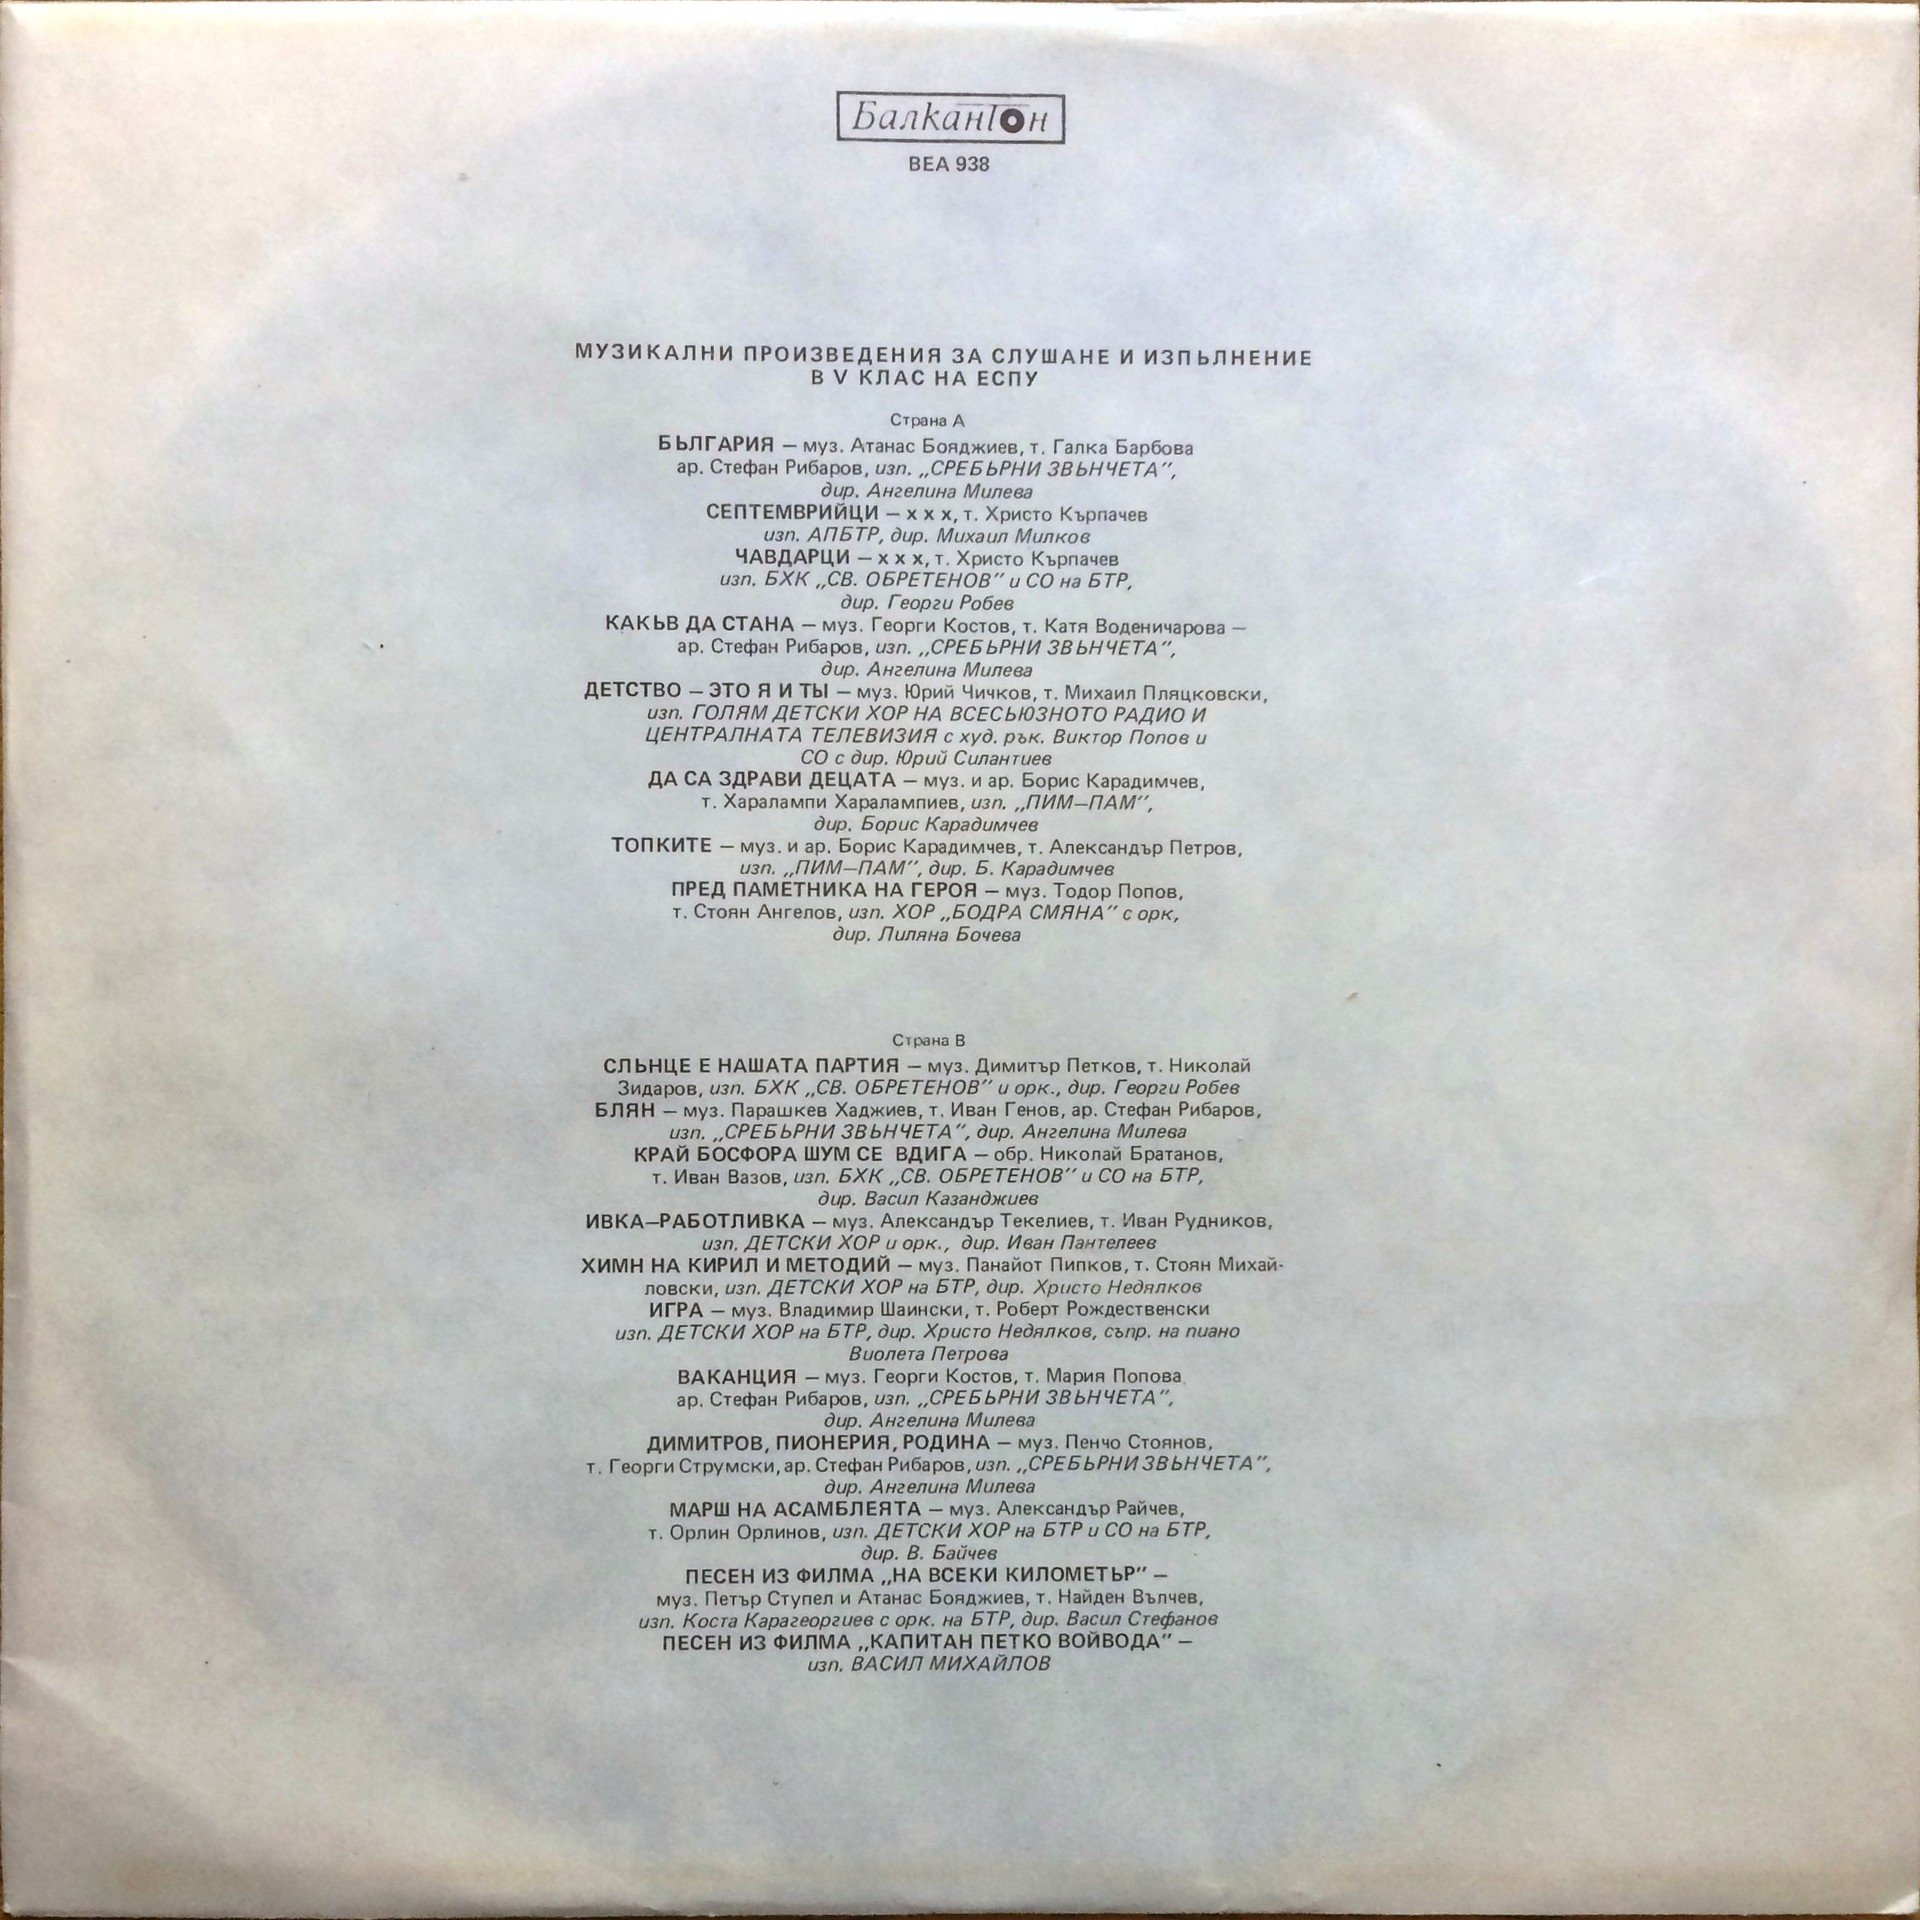 Балкантон
ВЕА 938
МУЗИКАЛНИ ПРОИЗВЕДЕНИЯ ЗА СЛУШАНЕ И ИЗПЪЛНЕНИЕ
В V КЛАС НА ЕСПУ
Страна А
БЪЛГАРИЯ — муз. Атанас Бояджиев, т. Галка Барбова
ар. Стефан Рибаров, изп. „СРЕБЪРНИ ЗВЪНЧЕТА”,
дир. Ангелина Милева
СЕПТЕМВРИЙЦИ — х х х, т. Христо Кърпачев
изп. АПБТР, дир. Михаил Милков
ЧАВДАРЦИ — х х х, т. Христо Кърпачев
изп. БХК „СВ. ОБРЕТЕНОВ” и СО на БТР,
дир. Георги Робев
КАКЪВ ДА СТАНА — муз. Георги Костов, т. Катя Воденичарова —
ар. Стефан Рибаров, изп. „СРЕБЪРНИ ЗВЪНЧЕТА”,
дир. Ангелина Милева
ДЕТСТВО — ЭТО Я И ТЫ — муз. Юрий Чичков, т. Михаил Пляцковски,
изп. ГОЛЯМ ДЕТСКИ ХОР НА ВСЕСЬЮЗНОТО РАДИО И
ЦЕНТРАЛНАТА ТЕЛЕВИЗИЯ с худ. рък. Виктор Попов и
СО с дир. Юрий Силантиев
ДА СА ЗДРАВИ ДЕЦАТА — муз. и ар. Борис Карадимчев,
т. Харалампи Харалампиев, изп. „ПИМ—ПАМ”,
дир. Борис Карадимчев
ТОПКИТЕ — муз. и ар. Борис Карадимчев, т. Александър Петров,
изп. „ПИМ—ПАМ”, дир. Б. Карадимчев
ПРЕД ПАМЕТНИКА НА ГЕРОЯ — муз. Тодор Попов,
т. Стоян Ангелов, изп. ХОР „БОДРА СМЯНА” с орк,
дир. Лиляна Бочева
Страна В
СЛЪНЦЕ Е НАШАТА ПАРТИЯ — муз. Димитър Петков, т. Николай
Зидаров, изп. БХК „СВ. ОБРЕТЕНОВ” и орк., дир. Георги Робев
БЛЯН — муз. Парашкев Хаджиев, т. Иван Генов, ар. Стефан Рибаров,
изп. „СРЕБЪРНИ ЗВЪНЧЕТА”, дир. Ангелина Милева
КРАЙ БОСФОРА ШУМ СЕ ВДИГА — обр. Николай Братанов,
т. Иван Вазов, изп. БХК „СВ. ОБРЕТЕНОВ” и СО на БТР,
дир. Васил Казанджиев
ИВКА—РАБОТЛИВКА — муз. Александър Текелиев, т. Иван Рудников,
изп. ДЕТСКИ ХОР и орк., дир. Иван Пантелеев
ХИМН НА КИРИЛ И МЕТОДИЙ — муз. Панайот Пипков, т. Стоян Михай-
ловски, изп. ДЕТСКИ ХОР на БТР, дир. Христо Недялков
ИГРА — муз. Владимир Шаински, т. Роберт Рождественски
изп. ДЕТСКИ ХОР на БТР, дир. Христо Недялков, съпр. на пиано
Виолета Петрова
ВАКАНЦИЯ — муз. Георги Костов, т. Мария Попова
ар. Стефан Рибаров, изп. „СРЕБЪРНИ ЗВЪНЧЕТА”,
дир. Ангелина Милева
ДИМИТРОВ, ПИОНЕРИЯ, РОДИНА — муз. Пенчо Стоянов,
т. Георги Струмски, ар. Стефан Рибаров, изп. „СРЕБЪРНИ ЗВЪНЧЕТА”,
дир. Ангелина Милева
МАРШ НА АСАМБЛЕЯТА — муз. Александър Райчев,
т. Орлин Орлинов, изп. ДЕТСКИ ХОР на БТР и СО на БТР,
дир. В. Байчев
ПЕСЕН ИЗ ФИЛМА „НА ВСЕКИ КИЛОМЕТЪР” —
муз. Петър Ступел и Атанас Бояджиев, т. Найден Вълчев,
изп. Коста Карагеоргиев с орк. на БТР, дир. Васил Стефанов
ПЕСЕН ИЗ ФИЛМА „КАПИТАН ПЕТКО ВОЙВОДА” —
изп. ВАСИЛ МИХАЙЛОВ